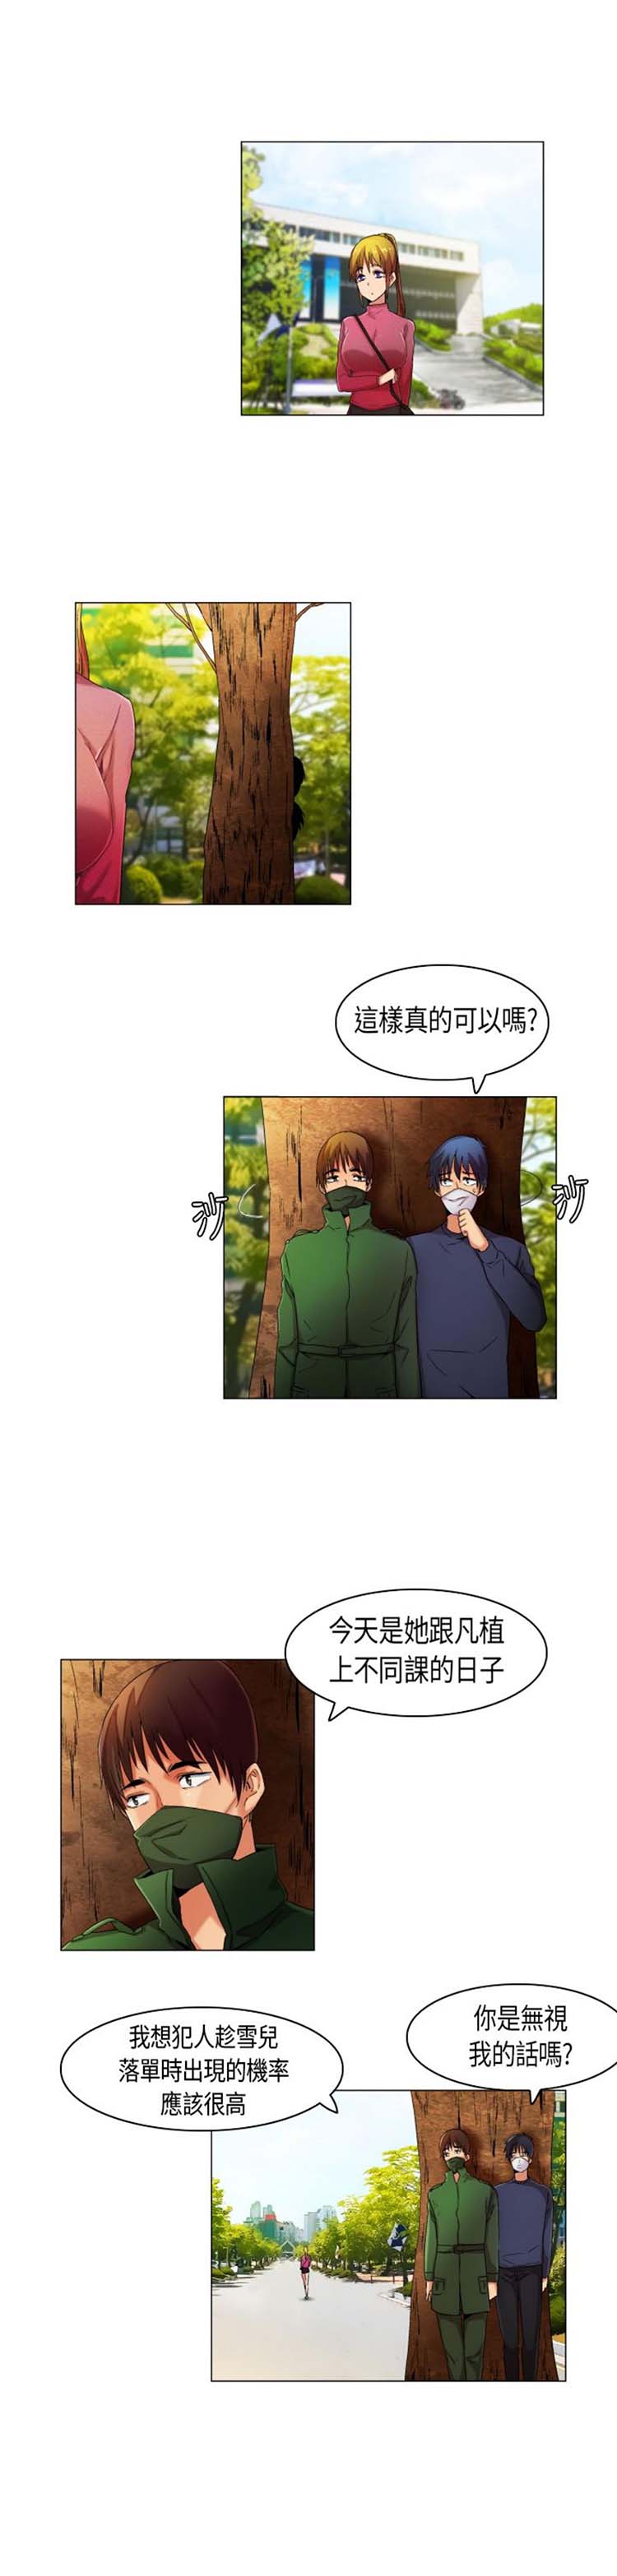 這樣真的可以嗎?
沙
沙
今天是她跟凡植
上不同課的日子
你是無視
我的話嗎?
我想犯人趁雪兒
落單時出現的機率
應該很高